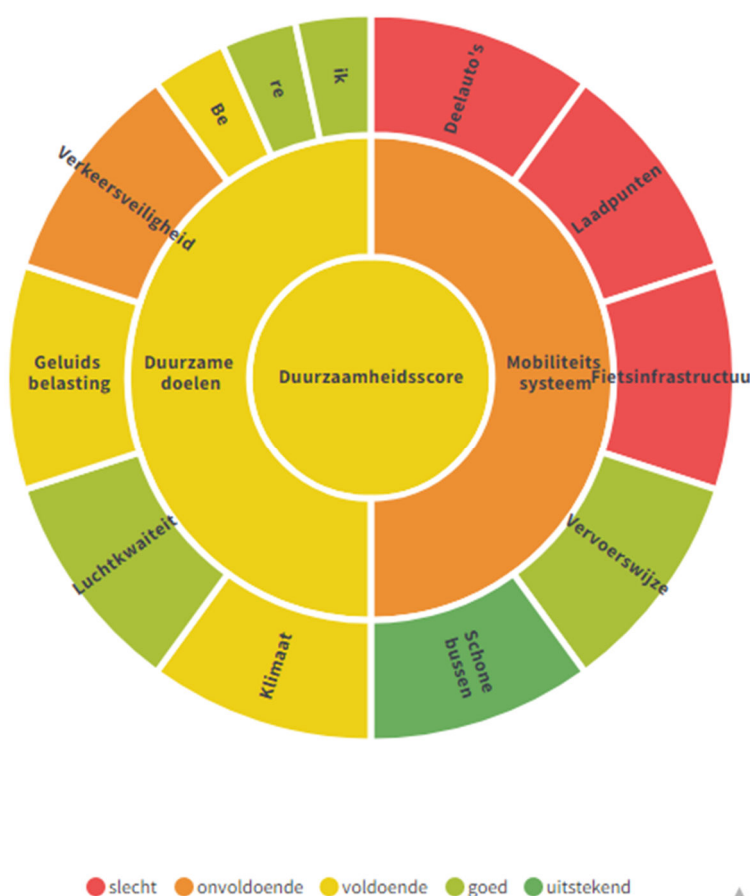 Be
re
ik
Deelauto's
Verkeersveiligheid
Laadpunten
Geluids
belasting
Duurzame
doelen
Duurzaamheidsscore
Mobiliteits
systeem
Fietsinfrastructuu
Luchtkwaiteit
Vervoerswijze
Klimaat
Schone
bussen
slecht onvoldoende voldoende goed uitstekend